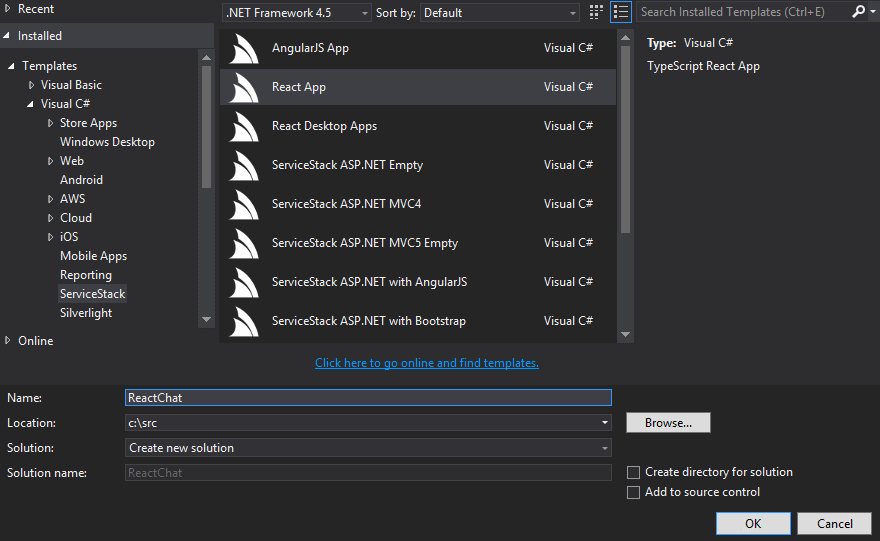 Recent
.NET Framework 4.5
Sort by:
Default
Search Installed Templates (Ctrl+E)
Installed
Templates
Visual Basic
Visual C#
Store Apps
Windows Desktop
Web
Android
AWS
Cloud
iOS
Mobile Apps
Reporting
ServiceStack
Silverlight
Online
AngularJS App Visual C#
React App Visual C#
React Desktop Apps Visual C#
ServiceStack ASP.NET Empty Visual C#
ServiceStack ASP.NET MVC4 Visual C#
ServiceStack ASP.NET MVC5 Empty Visual C#
ServiceStack ASP.NET with AngularJS Visual C#
ServiceStack ASP.NET with Bootstrap Visual C#
Click here to go online and find templates.
Type: Visual C#
TypeScript React App
Name: ReactChat
Location: c:\src Browse...
Solution: Create new solution
Solution name: ReactChat
Create directory for solution
Add to source control
OK Cancel